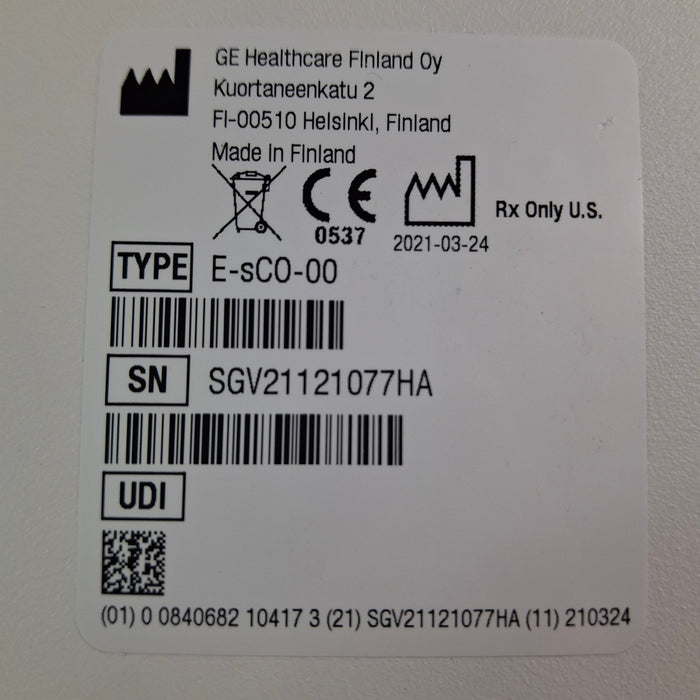 GE Healthcare Finland Oy
Kuortaneenkatu 2
FI-00510 Helsinki, Finland
Made in Finland
CE
0537
2021-03-24
Rx Only U.S.
TYPE E-sCO-00
SN SGV21121077HA
UDI
(01) 0 0840682 10417 3 (21) SGV21121077HA (11) 210324